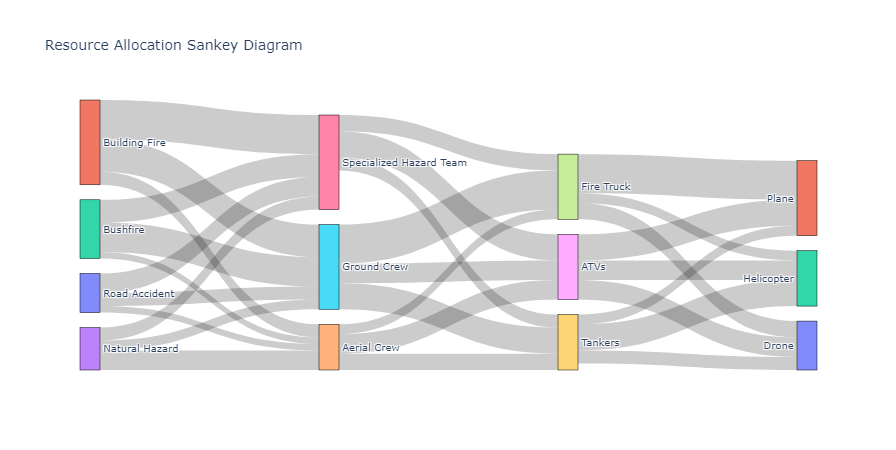 Resource Allocation Sankey Diagram
Building Fire
Bushfire
Road Accident
Natural Hazard
Specialized Hazard Team
Ground Crew
Aerial Crew
Fire Truck
ATVs
Tankers
Plane
Helicopter
Drone